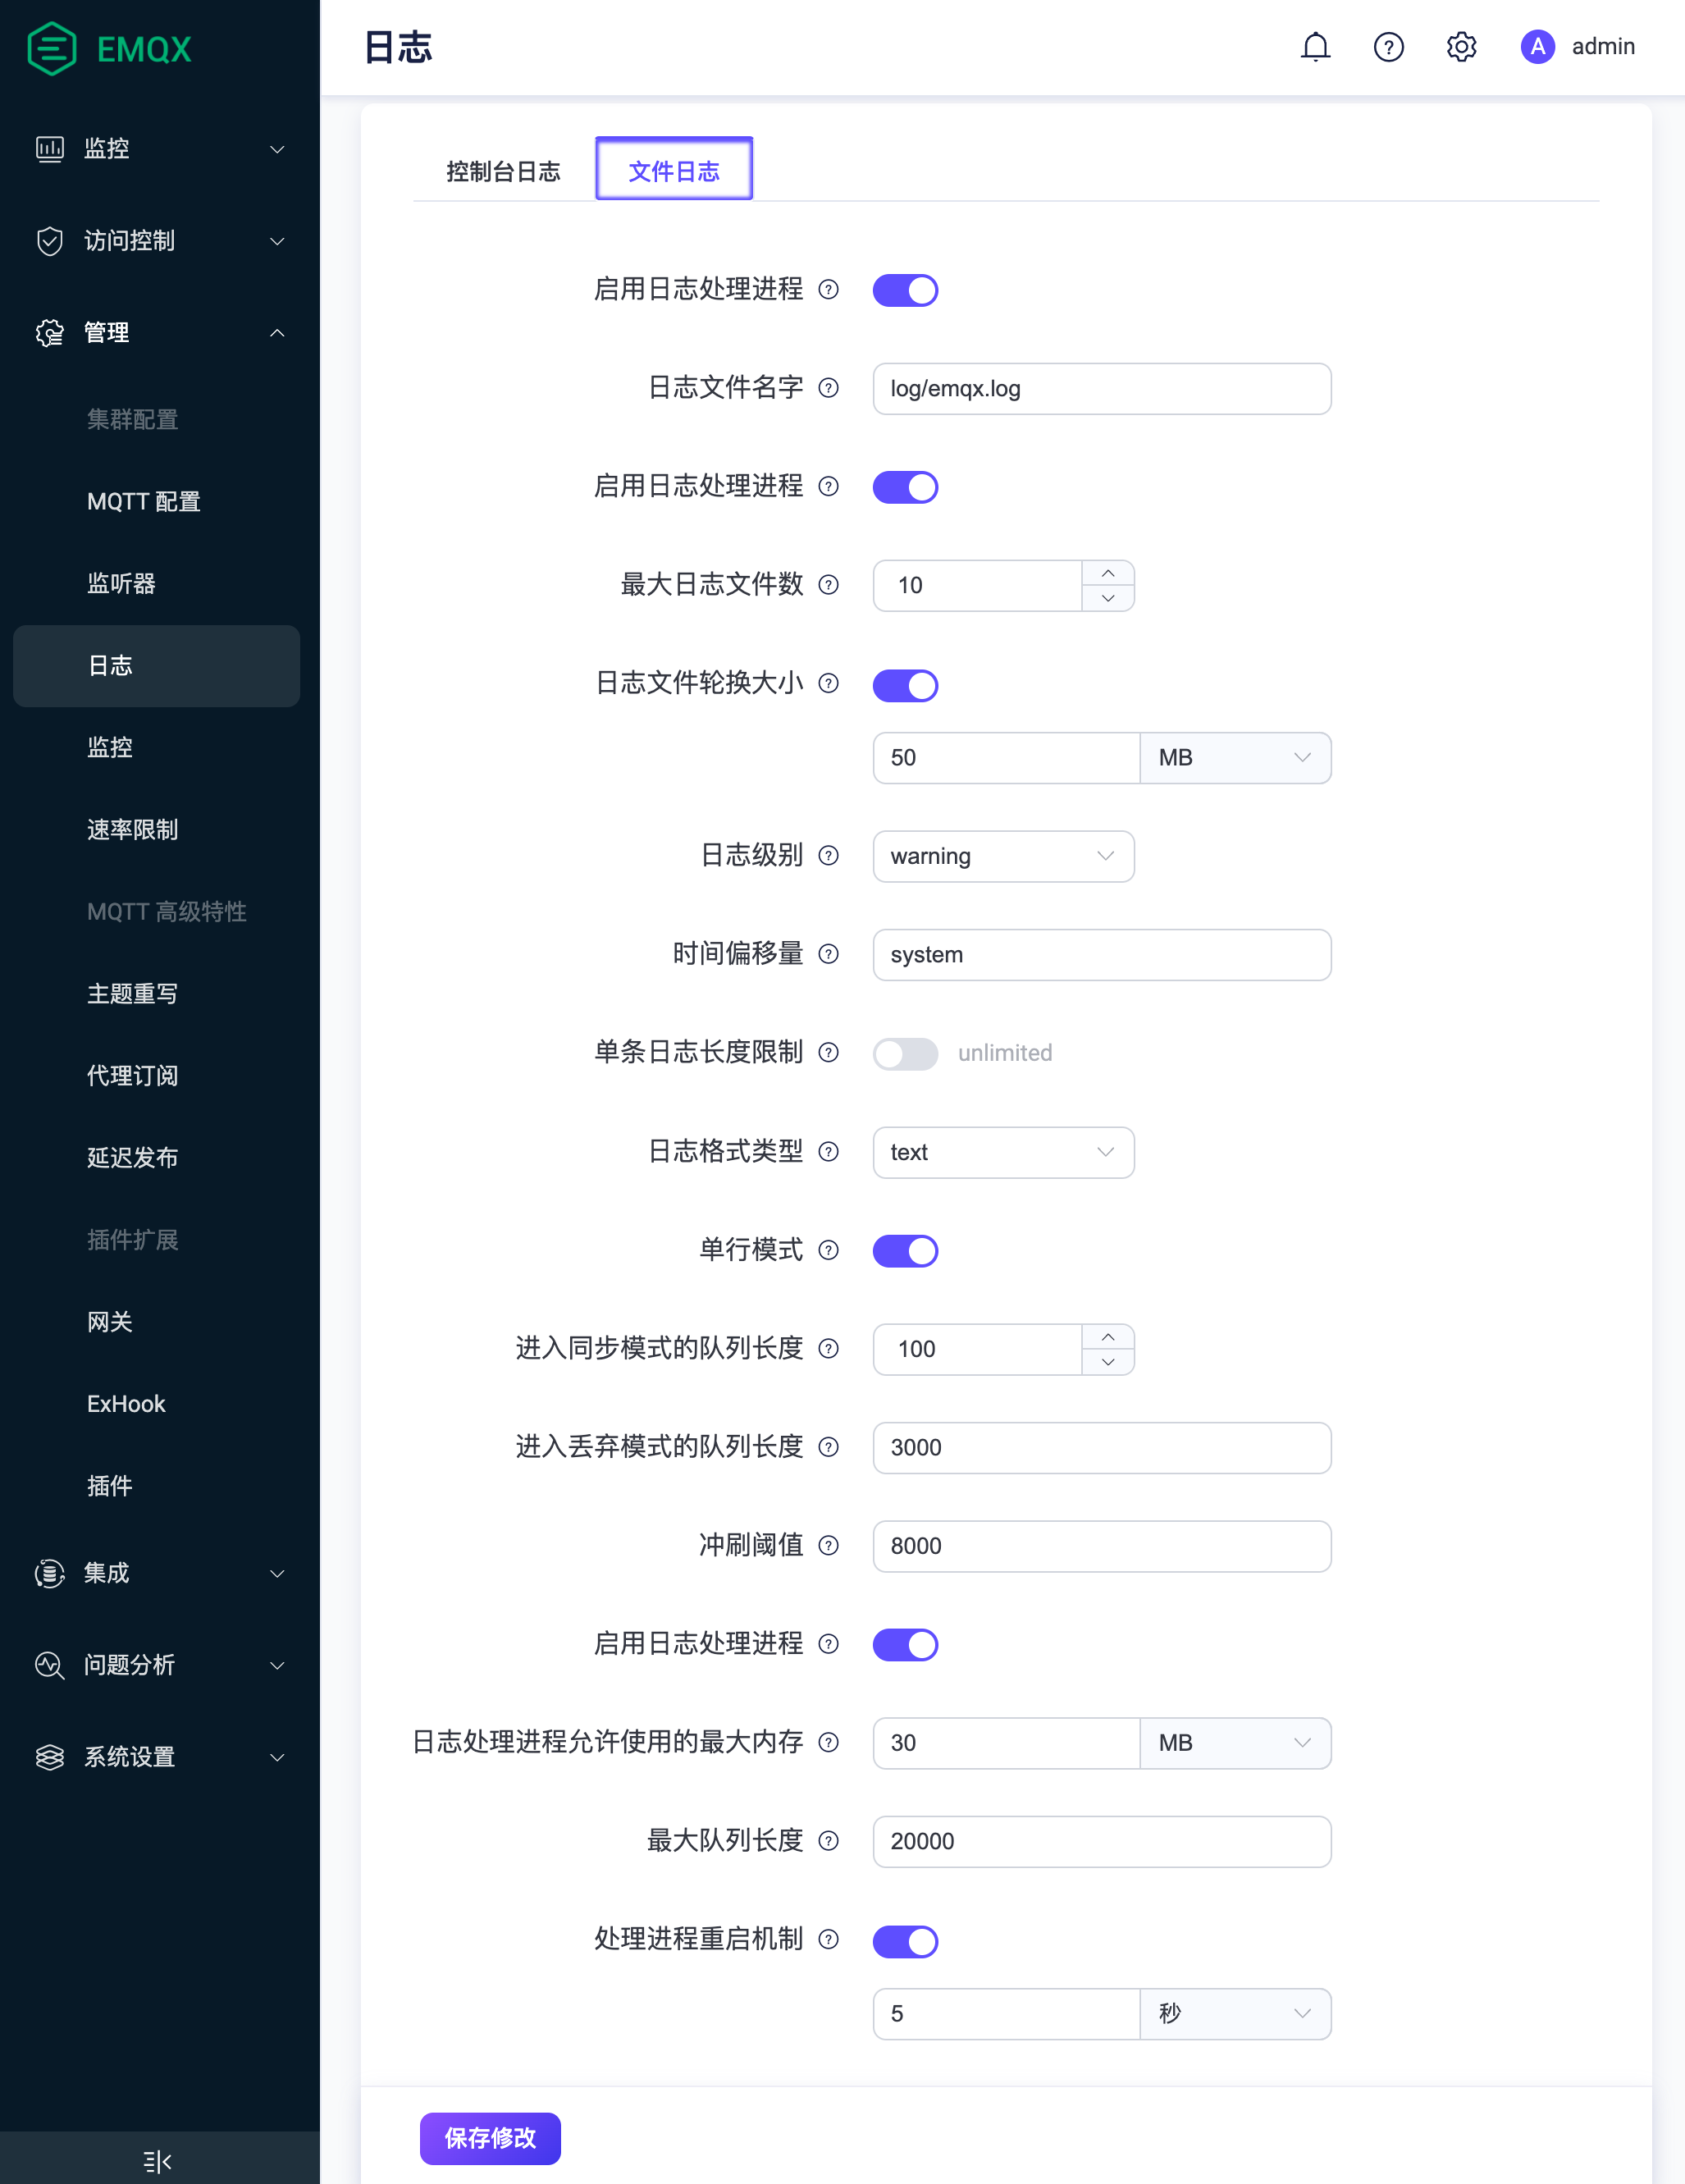 EMQX
监控
访问控制
管理
集群配置
MQTT 配置
监听器
日志
监控
速率限制
MQTT 高级特性
主题重写
代理订阅
延迟发布
插件扩展
网关
ExHook
插件
集成
问题分析
系统设置
日志
A admin
控制台日志 文件日志
启用日志处理进程
日志文件名字 log/emqx.log
启用日志处理进程
最大日志文件数 10
日志文件轮换大小
50 MB
日志级别 warning
时间偏移量 system
单条日志长度限制 unlimited
日志格式类型 text
单行模式
进入同步模式的队列长度 100
进入丢弃模式的队列长度 3000
冲刷阈值 8000
启用日志处理进程
日志处理进程允许使用的最大内存 30 MB
最大队列长度 20000
处理进程重启机制
5 秒
保存修改